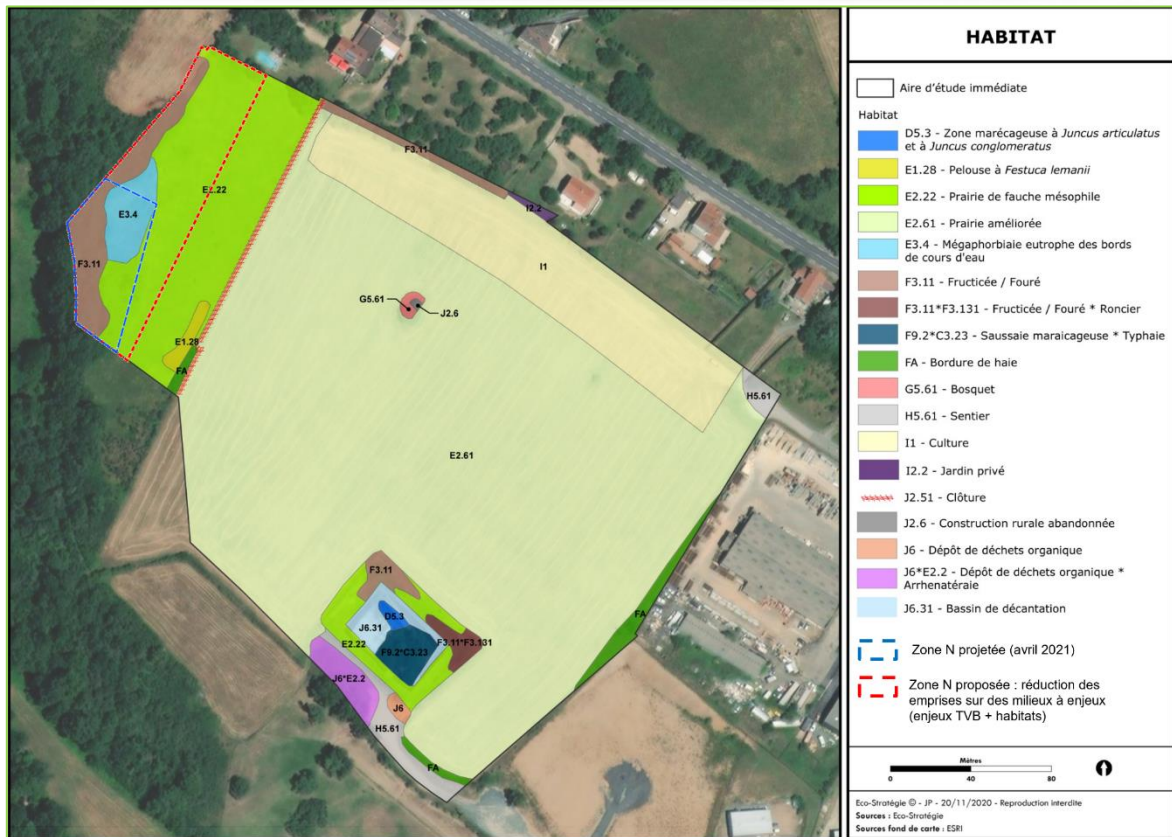 F3.11
I2.2
E2.22
E3.4
F3.11
I1
G5.61
J2.6
E1.28
FA
H5.61
E2.61
F3.11
D5.3
J6.31
F3.11*F3.131
E2.22
F9.2*C3.23
FA
J6*E2.2
J6
H5.61
FA
HABITAT
Aire d'étude immédiate
Habitat
D5.3 - Zone marécageuse à Juncus articulatus
et à Juncus conglomeratus
E1.28 - Pelouse à Festuca lemanii
E2.22 - Prairie de fauche mésophile
E2.61 - Prairie améliorée
E3.4 - Mégaphorbiaie eutrophe des bords
de cours d'eau
F3.11 - Fructicée / Fouré
F3.11*F3.131 - Fructicée / Fouré * Roncier
F9.2*C3.23 - Saussaie maraicageuse * Typhaie
FA - Bordure de haie
G5.61 - Bosquet
H5.61 - Sentier
I1 - Culture
I2.2 - Jardin privé
J2.51 - Clôture
J2.6 - Construction rurale abandonnée
J6 - Dépôt de déchets organique
J6*E2.2 - Dépôt de déchets organique *
Arrhenatéraie
J6.31 - Bassin de décantation
Zone N projetée (avril 2021)
Zone N proposée : réduction des
emprises sur des milieux à enjeux
(enjeux TVB + habitats)
Mètres
0 40 80
Eco-Stratégie © - JP - 20/11/2020 - Reproduction interdite
Sources : Eco-Stratégie
Sources fond de carte : ESRI